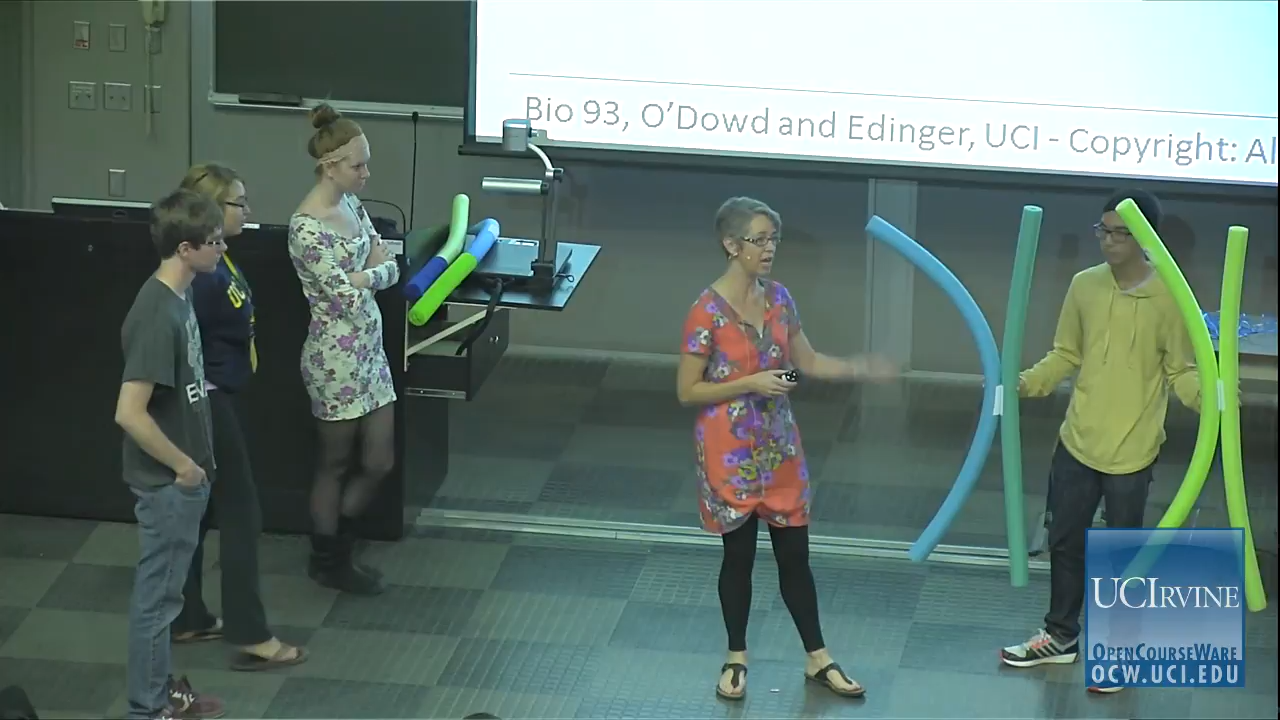 Bio 93, O'Dowd and Edinger, UCI - Copyright: Al
UCIRVINE
OPENCOURSEWARE
OCW.UCI.EDU